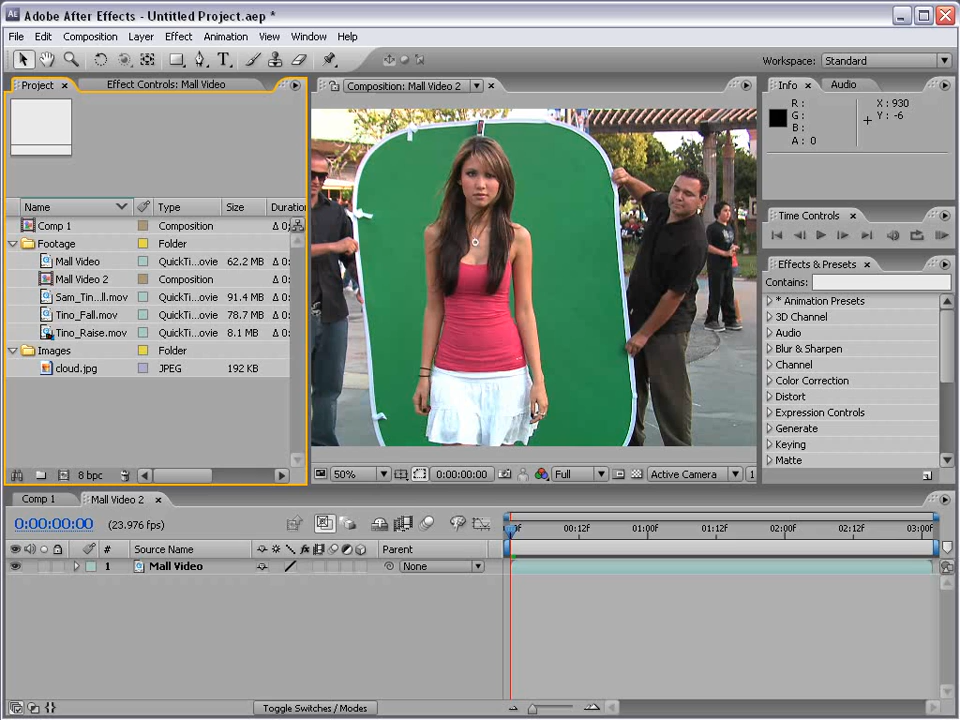 Adobe After Effects - Untitled Project.aep *
File Edit Composition Layer Effect Animation View Window Help
Workspace: Standard
Project × Effect Controls: Mall Video
Composition: Mall Video 2 ×
Info × Audio
R :
G :
B :
A : 0
X : 930
Y : -6
Name Type Size Duration
Comp 1 Composition Δ 0;
Footage Folder
Mall Video QuickTi...ovie 62.2 MB Δ 0;
Mall Video 2 Composition Δ 0;
Sam_Tin...ll.mov QuickTi...ovie 91.4 MB Δ 0;
Tino_Fall.mov QuickTi...ovie 78.7 MB Δ 0;
Tino_Raise.mov QuickTi...ovie 8.1 MB Δ 0;
Images Folder
cloud.jpg JPEG 192 KB
8 bpc
50% 0:00:00:00 Full Active Camera 1
Time Controls ×
Effects & Presets ×
Contains:
* Animation Presets
3D Channel
Audio
Blur & Sharpen
Channel
Color Correction
Distort
Expression Controls
Generate
Keying
Matte
Comp 1 Mall Video 2 ×
0:00:00:00 (23.976 fps)
00:12f 01:00f 01:12f 02:00f 02:12f 03:00f
# Source Name Parent
1 Mall Video None
Toggle Switches / Modes